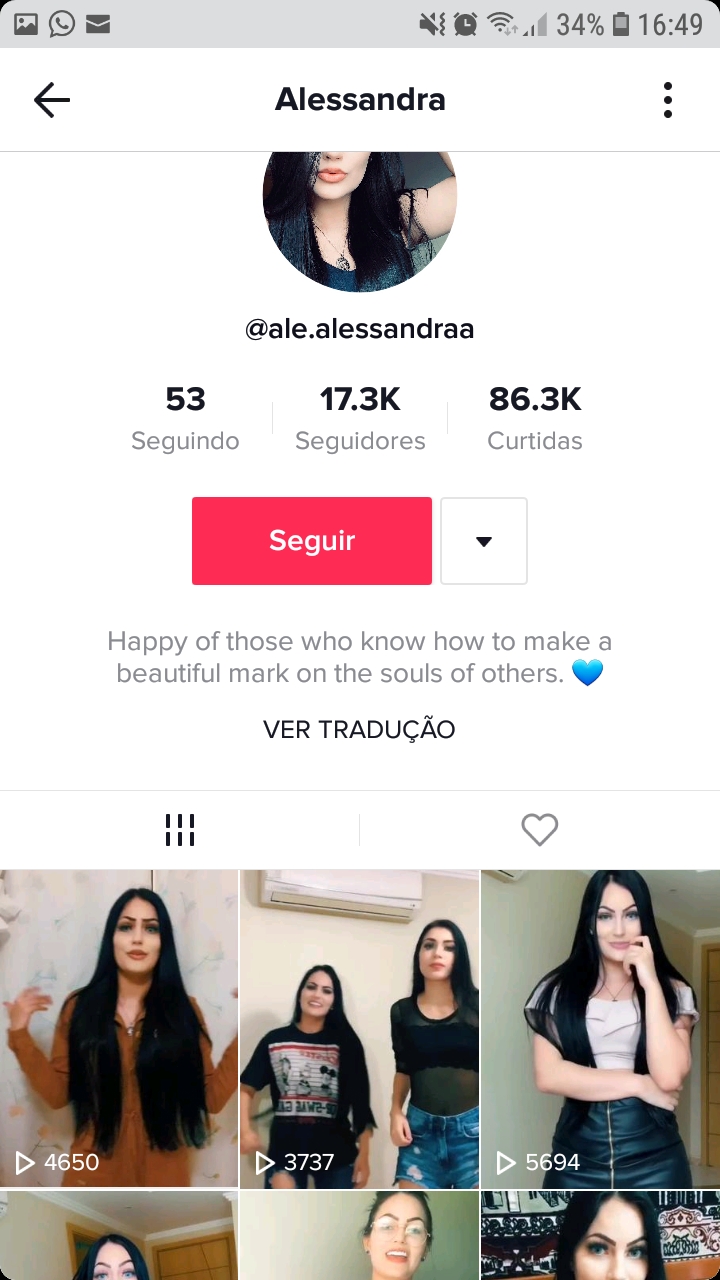 34% 16:49
Alessandra
@ale.alessandraa
53 17.3K 86.3K
Seguindo Seguidores Curtidas
Seguir
Happy of those who know how to make a
beautiful mark on the souls of others. 💙
VER TRADUÇÃO
4650 3737 5694